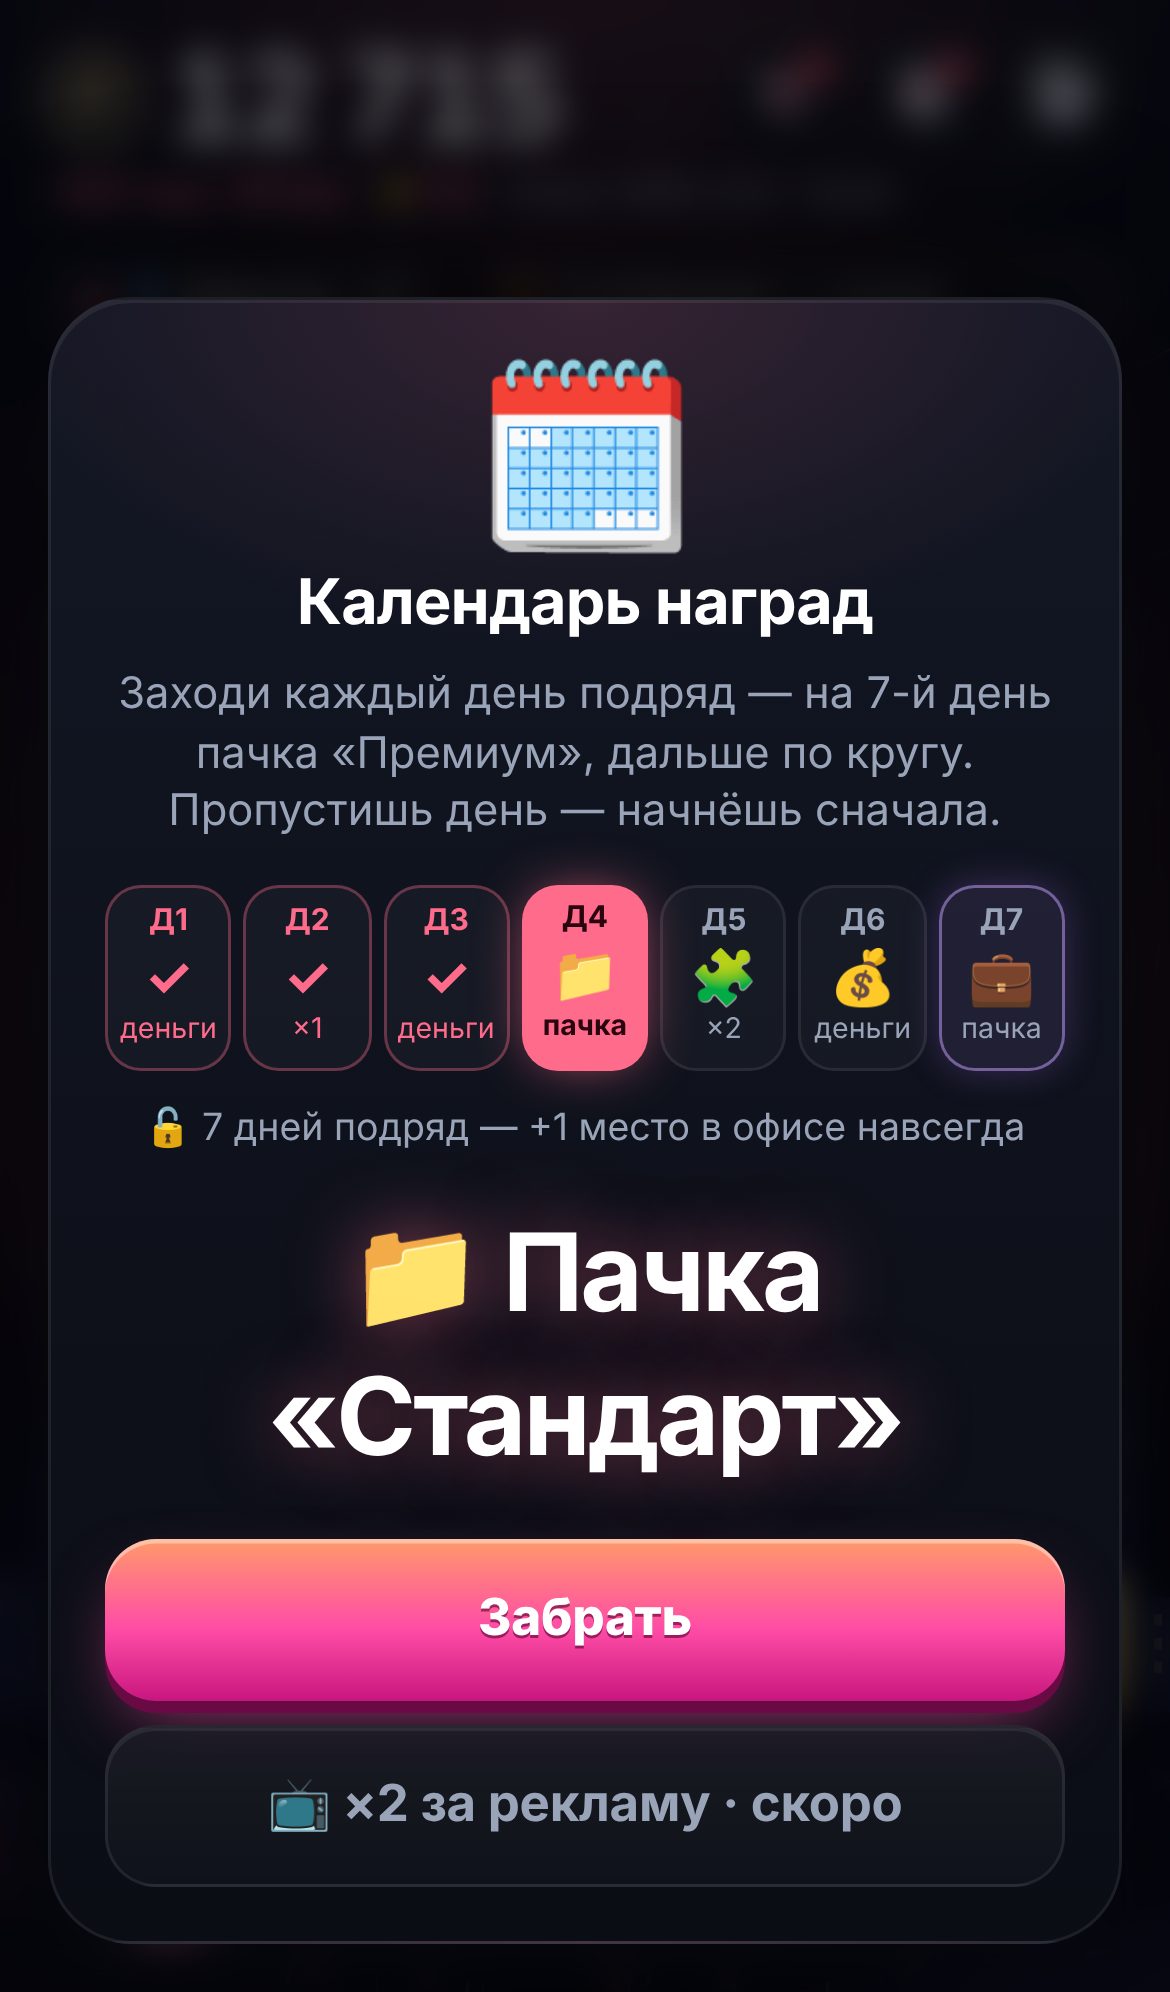 12 715
Календарь наград
Заходи каждый день подряд — на 7-й день
пачка «Премиум», дальше по кругу.
Пропустишь день — начнёшь сначала.
Д1 Д2 Д3 Д4 Д5 Д6 Д7
деньги ×1 деньги пачка ×2 деньги пачка
7 дней подряд — +1 место в офисе навсегда
Пачка
«Стандарт»
Забрать
×2 за рекламу · скоро